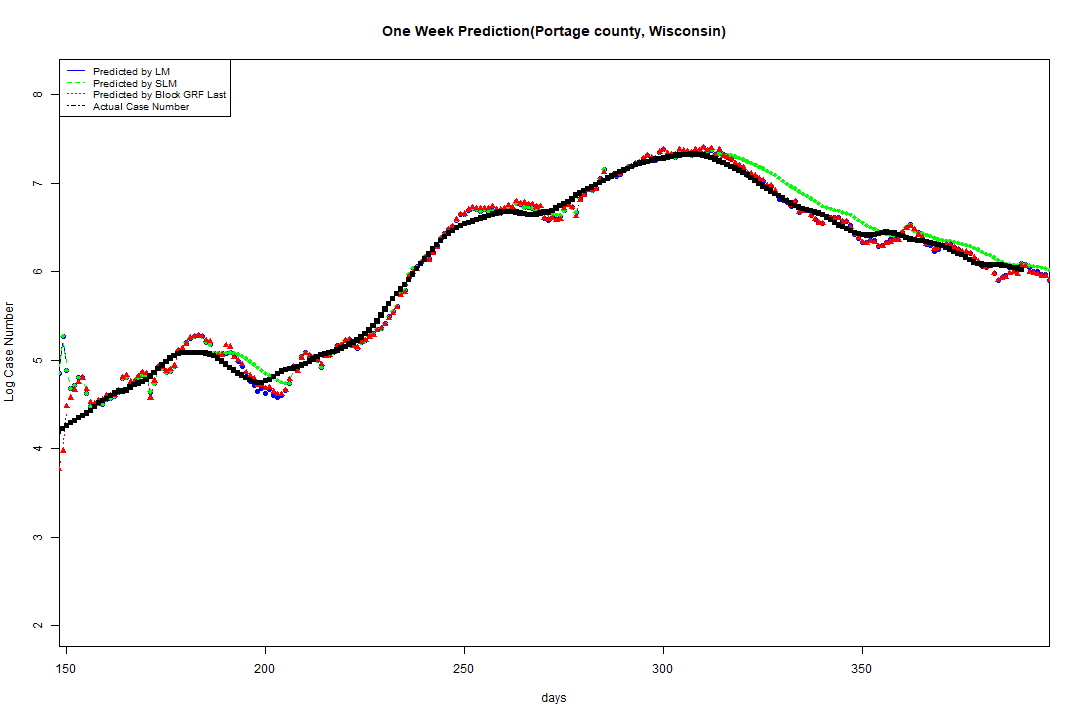 One Week Prediction(Portage county, Wisconsin)
Predicted by LM
Predicted by SLM
Predicted by Block GRF Last
Actual Case Number
8
7
6
5
4
3
2
Log Case Number
150 200 250 300 350
days